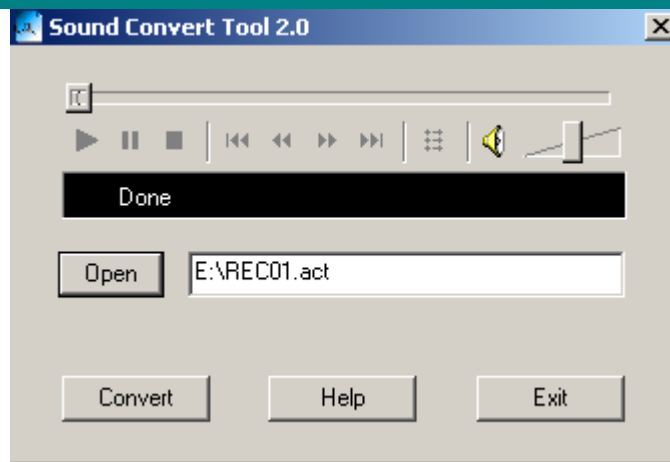 Sound Convert Tool 2.0
Done
Open E:\REC01.act
Convert Help Exit